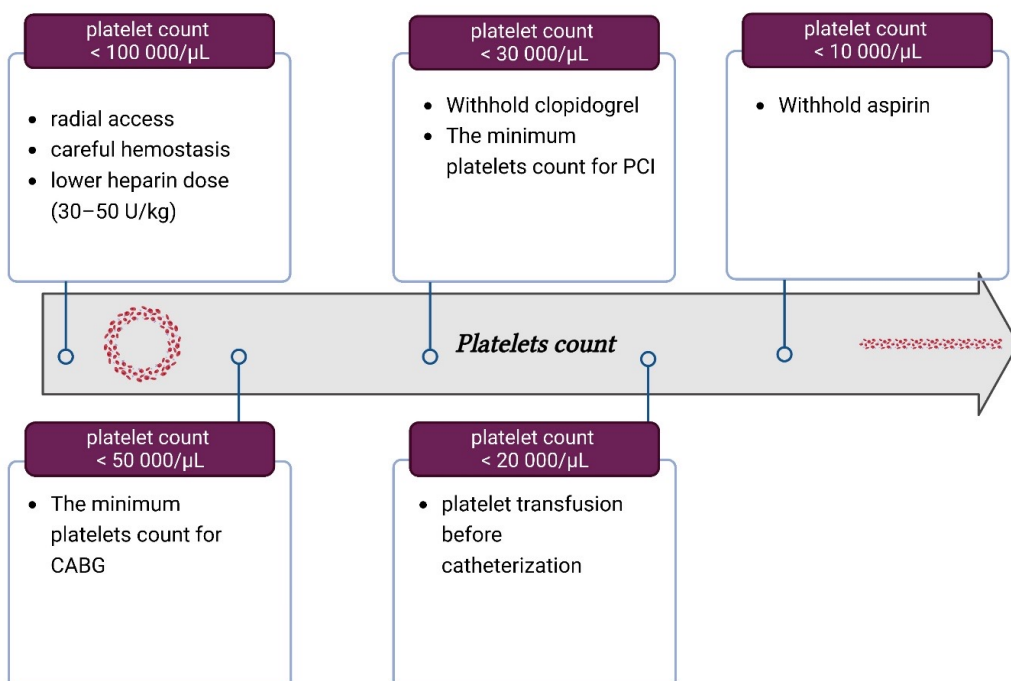 platelet count
< 100 000/µL
• radial access
• careful hemostasis
• lower heparin dose
(30–50 U/kg)
platelet count
< 30 000/µL
• Withhold clopidogrel
• The minimum
platelets count for PCI
platelet count
< 10 000/µL
• Withhold aspirin
Platelets count
platelet count
< 50 000/µL
• The minimum
platelets count for
CABG
platelet count
< 20 000/µL
• platelet transfusion
before
catheterization